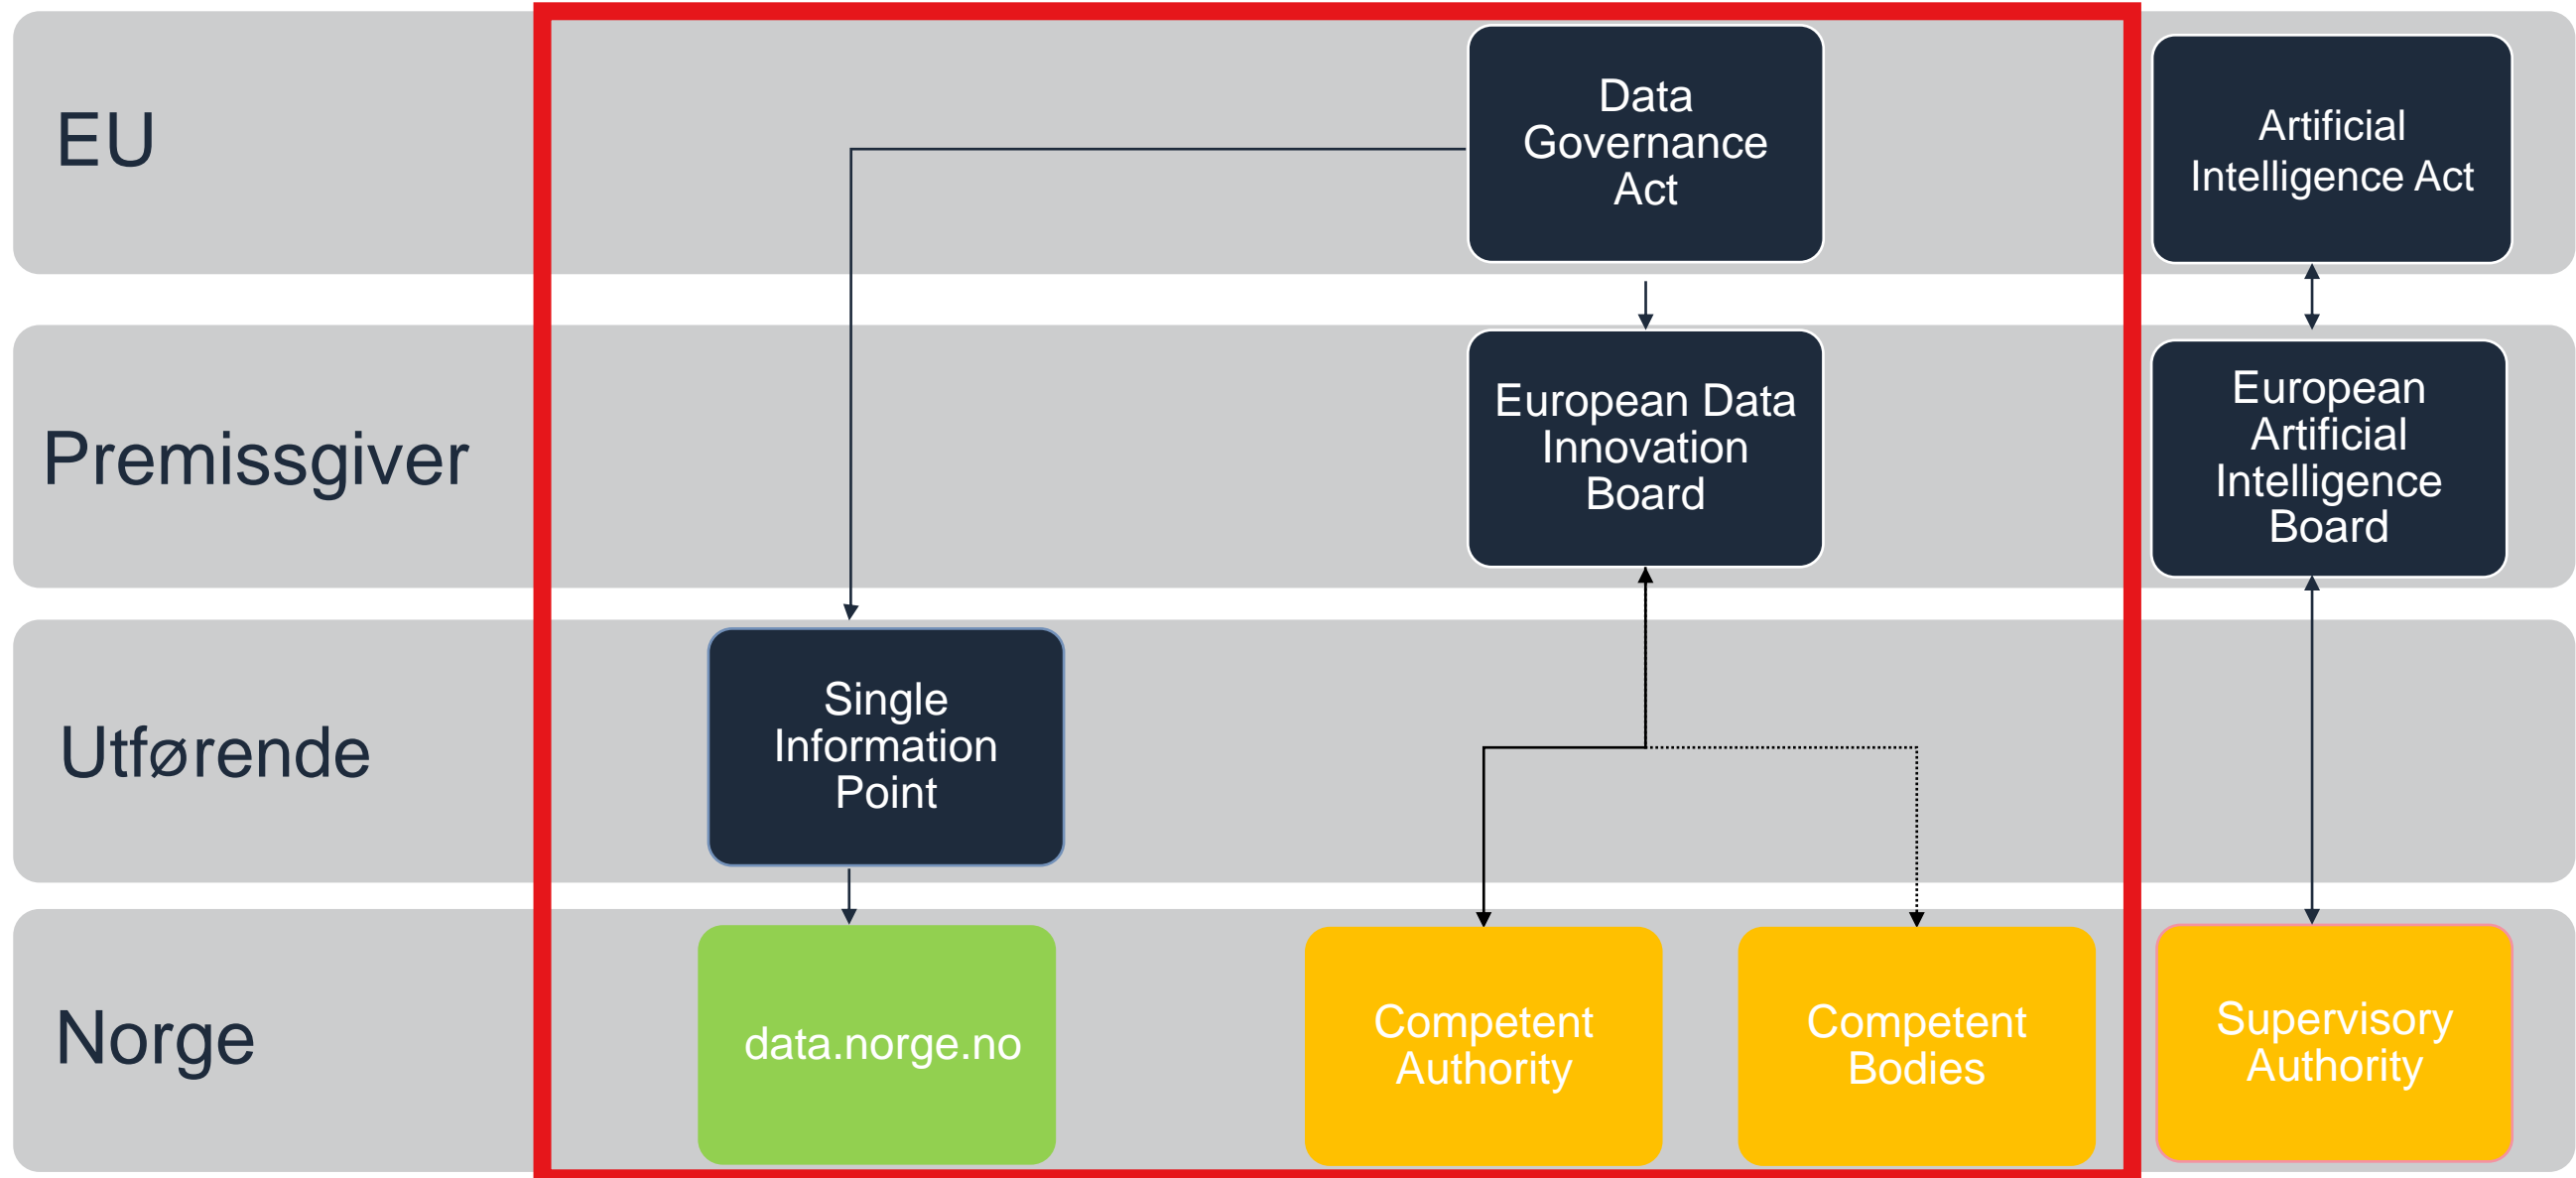 EU
Data
Governance
Act
Artificial
Intelligence Act
Premissgiver
European Data
Innovation
Board
European
Artificial
Intelligence
Board
Utførende
Single
Information
Point
Norge
data.norge.no
Competent
Authority
Competent
Bodies
Supervisory
Authority